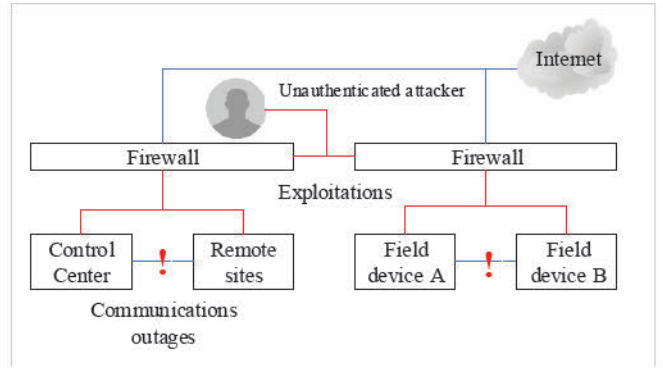 Internet
Unauthenticated attacker
Firewall
Firewall
Exploitations
Control
Center
!
Remote
sites
Field
device A
!
Field
device B
Communications
outages